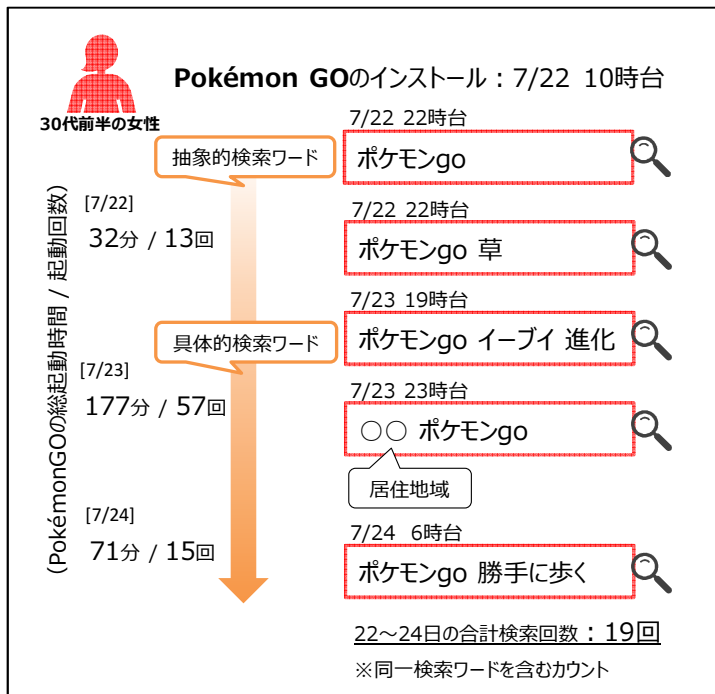 Pokémon GOのインストール：7/22 10時台
30代前半の女性
抽象的検索ワード
7/22 22時台
ポケモンgo
[7/22]
32分 / 13回
7/22 22時台
ポケモンgo 草
具体的検索ワード
7/23 19時台
ポケモンgo イーブイ 進化
[7/23]
177分 / 57回
7/23 23時台
○○ ポケモンgo
居住地域
[7/24]
71分 / 15回
7/24 6時台
ポケモンgo 勝手に歩く
(PokémonGOの総起動時間 / 起動回数)
22～24日の合計検索回数：19回
※同一検索ワードを含むカウント